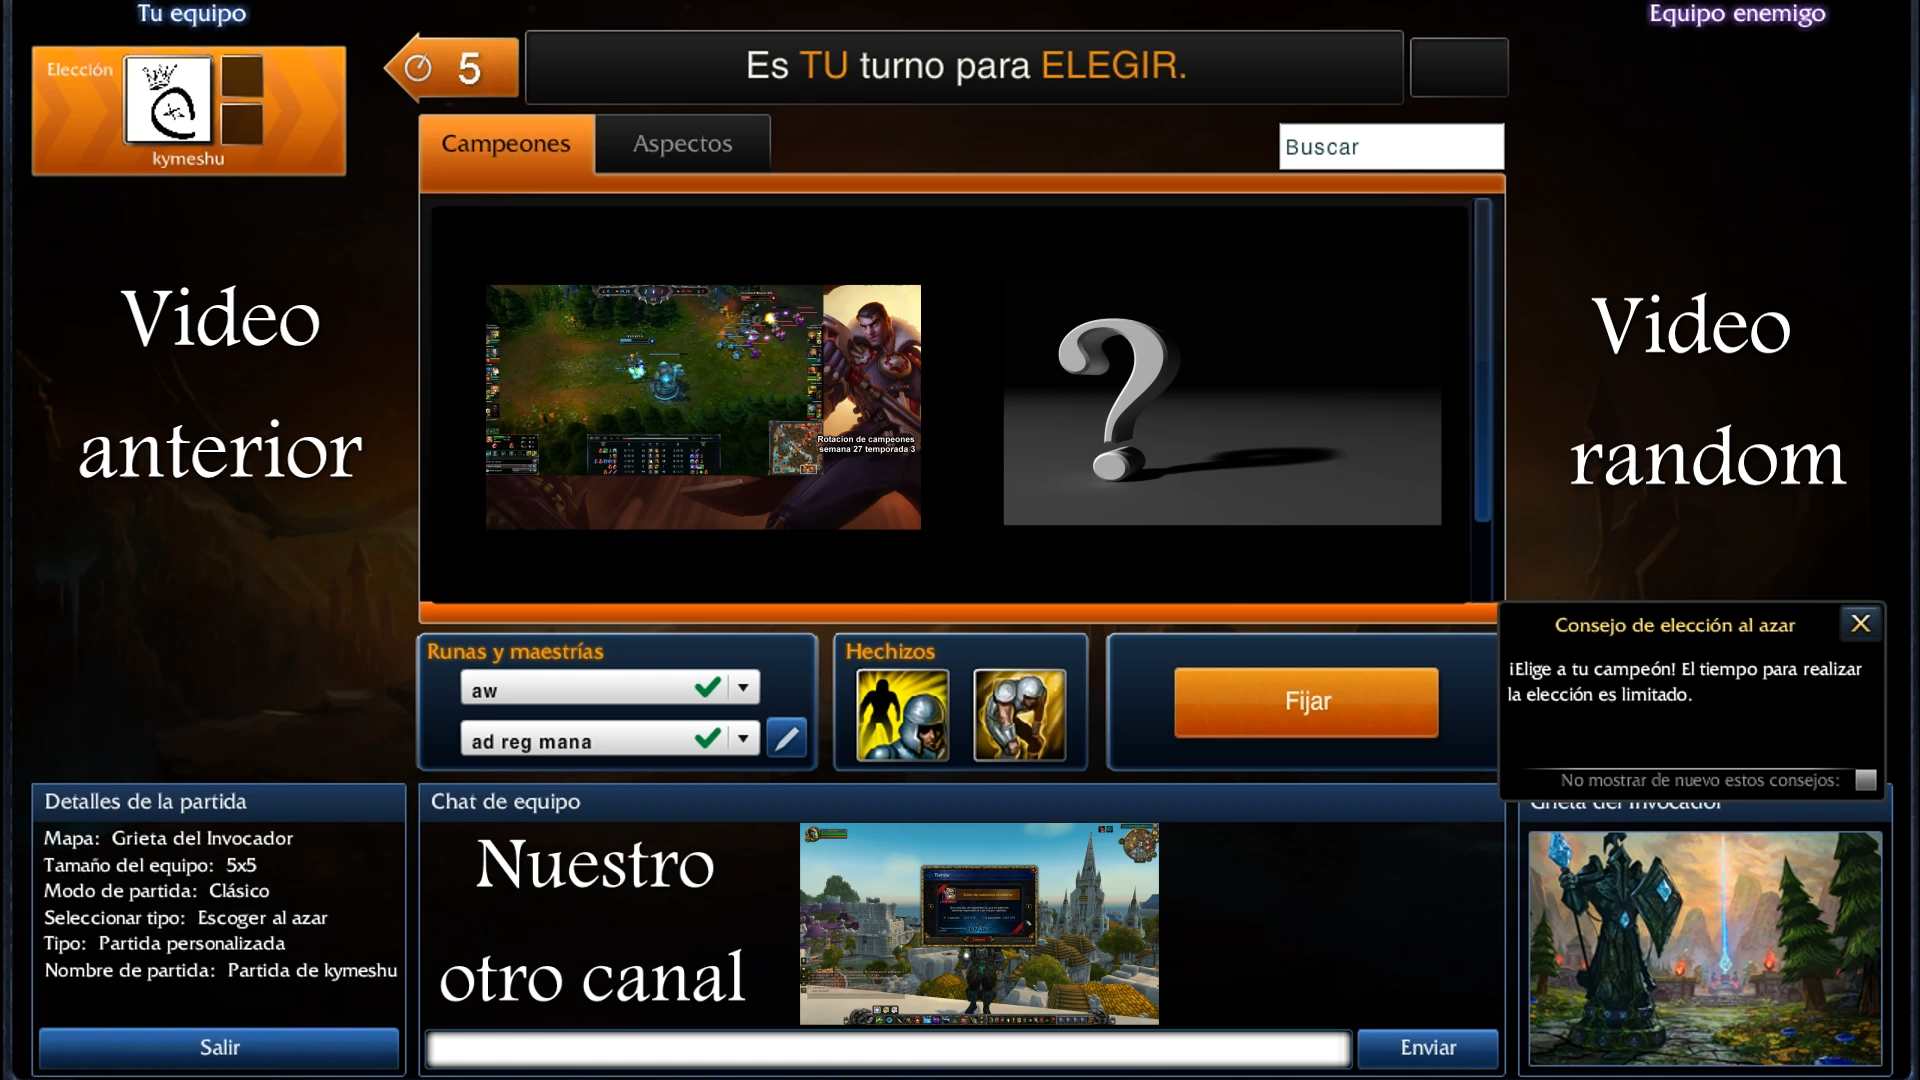 Tu equipo
Equipo enemigo
Elección
kymeshu
5
Es TU turno para ELEGIR.
Campeones
Aspectos
Buscar
Video
anterior
Rotacion de campeones
semana 27 temporada 3
Video
random
Runas y maestrías
aw
ad reg mana
Hechizos
Fijar
Consejo de elección al azar
¡Elige a tu campeón! El tiempo para realizar
la elección es limitado.
No mostrar de nuevo estos consejos:
Detalles de la partida
Mapa: Grieta del Invocador
Tamaño del equipo: 5x5
Modo de partida: Clásico
Seleccionar tipo: Escoger al azar
Tipo: Partida personalizada
Nombre de partida: Partida de kymeshu
Salir
Chat de equipo
Nuestro
otro canal
Tienda
Enviar
Grieta del Invocador